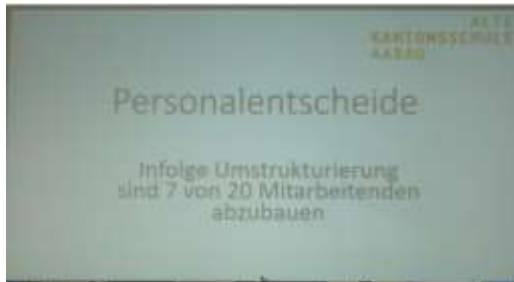 ALTE
KANTONSSCHULE
AARAU
Personalentscheide
Infolge Umstrukturierung
sind 7 von 20 Mitarbeitenden
abzubauen